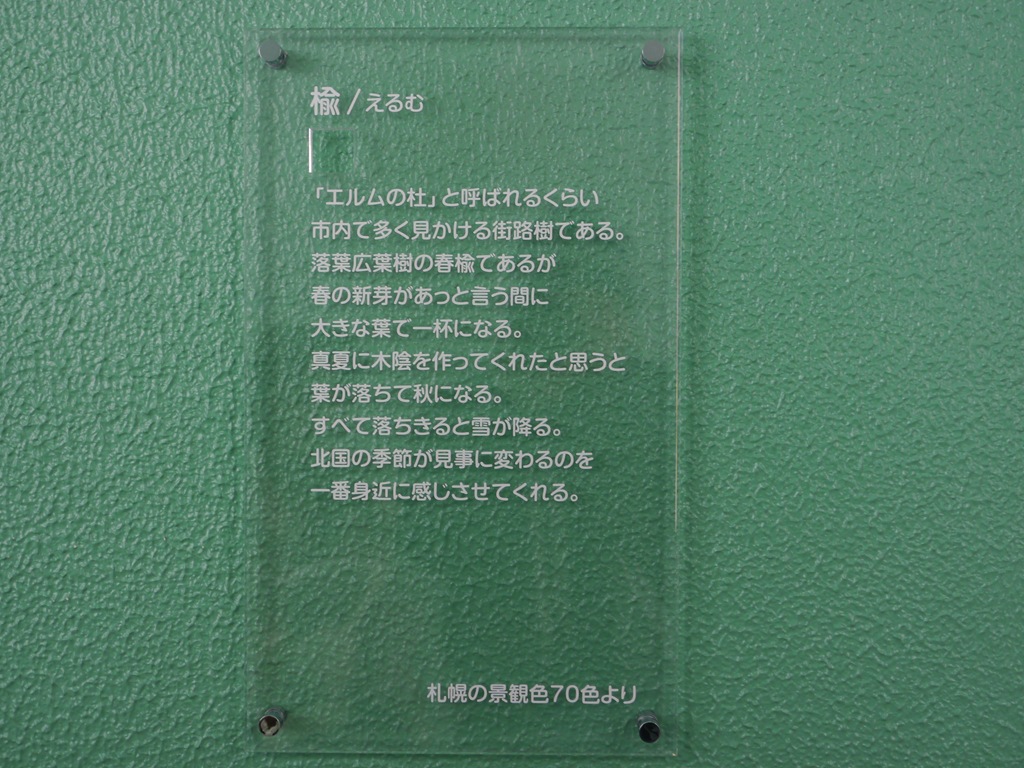 楡/えるむ
「エルムの杜」と呼ばれるくらい
市内で多く見かける街路樹である。
落葉広葉樹の春楡であるが
春の新芽があっと言う間に
大きな葉で一杯になる。
真夏に木陰を作ってくれたと思うと
葉が落ちて秋になる。
すべて落ちきると雪が降る。
北国の季節が見事に変わるのを
一番身近に感じさせてくれる。
札幌の景観色70色より